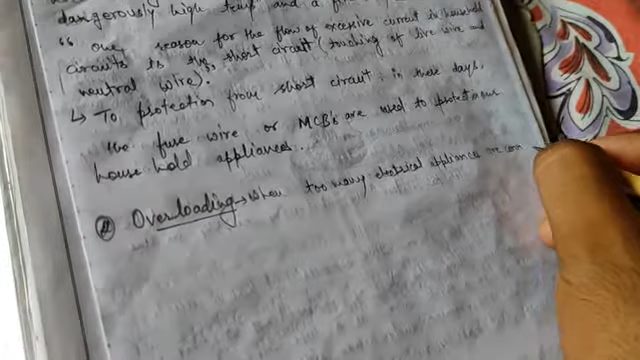 dangerously high temp and a
" one reason for the flow of excessive current in household
circuits is the short circuit (touching of live wire and
neutral wire).
↳ To protection from short circuit, in these days,
the fuse wire or MCB's are used to protect our
house hold appliances.
Overloading → when too many electrical appliances are conn